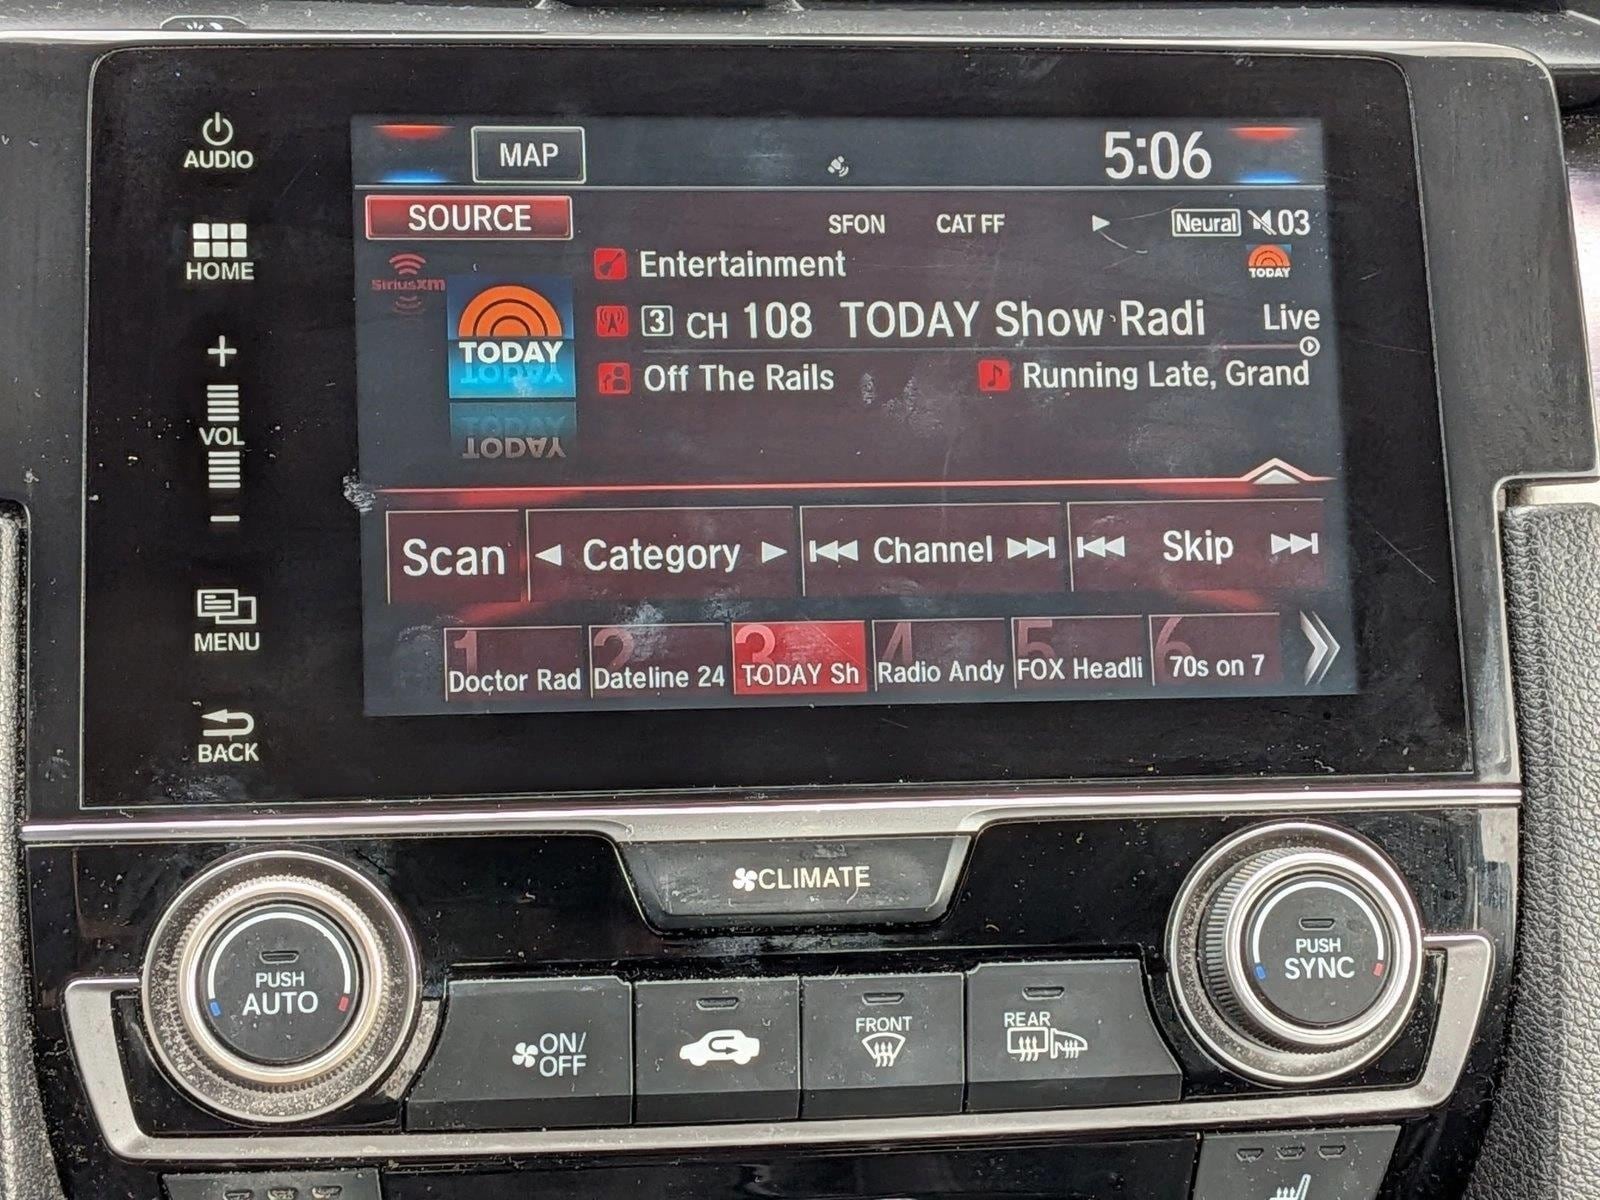 AUDIO
MAP
5:06
SOURCE
SFON CAT FF Neural 03
HOME
SiriusXM
Entertainment
TODAY
3 CH 108 TODAY Show Radi Live
TODAY
Off The Rails Running Late, Grand
VOL
Scan Category Channel Skip
MENU
1 2 3 4 5 6
Doctor Rad Dateline 24 TODAY Sh Radio Andy FOX Headli 70s on 7
BACK
CLIMATE
PUSH AUTO
PUSH SYNC
ON/OFF
FRONT
REAR